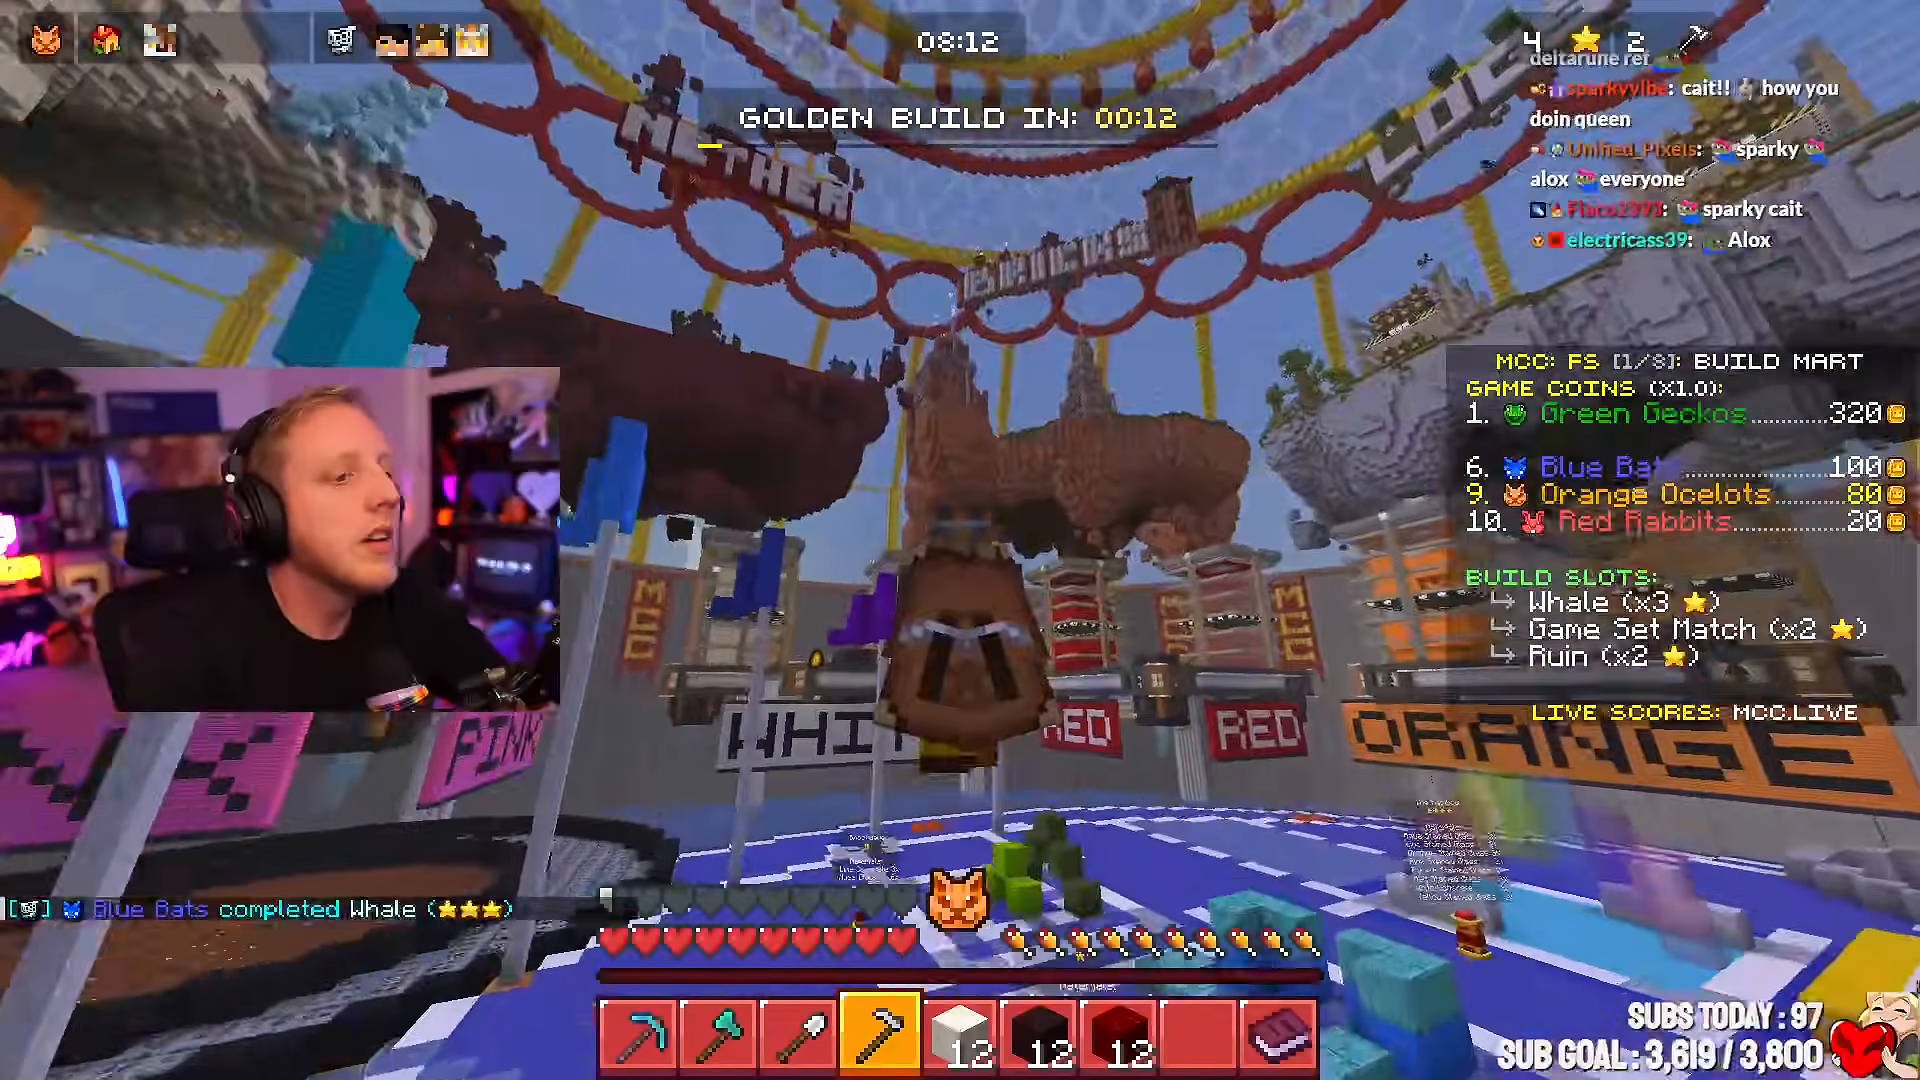 08:12
4 2
GOLDEN BUILD IN: 00:12
NETHER
deltarune ref
sparkyvibe: cait!! how you
doin queen
Unified_Pixels: sparky
alox everyone
Flaco2393: sparky cait
electricass39: Alox
MCC: FS [1/8]: BUILD MART
GAME COINS (X1.0):
1. Green Geckos..............320
6. Blue Bats..............100
9. Orange Ocelots..........80
10. Red Rabbits..............20
BUILD SLOTS:
Whale (x3 ⭐)
Game Set Match (x2 ⭐)
Ruin (x2 ⭐)
LIVE SCORES: MCC.LIVE
MCC
MCC
PINK
RED
RED
ORANGE
[ ] Blue Bats completed Whale (⭐⭐⭐)
12 12 12
SUBS TODAY : 97
SUB GOAL : 3,619 / 3,800